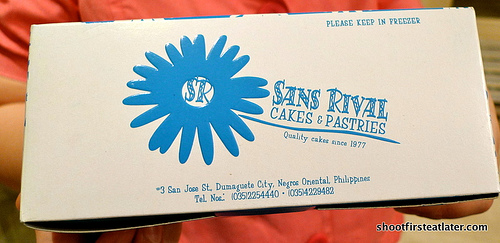 PLEASE KEEP IN FREEZER
SR
SANS RIVAL
CAKES & PASTRIES
Quality cakes since 1977
#3 San Jose St., Dumaguete City, Negros Oriental, Philippines
Tel. Nos.: (035)2254440 • (035)4229482
shootfirsteatlater.com